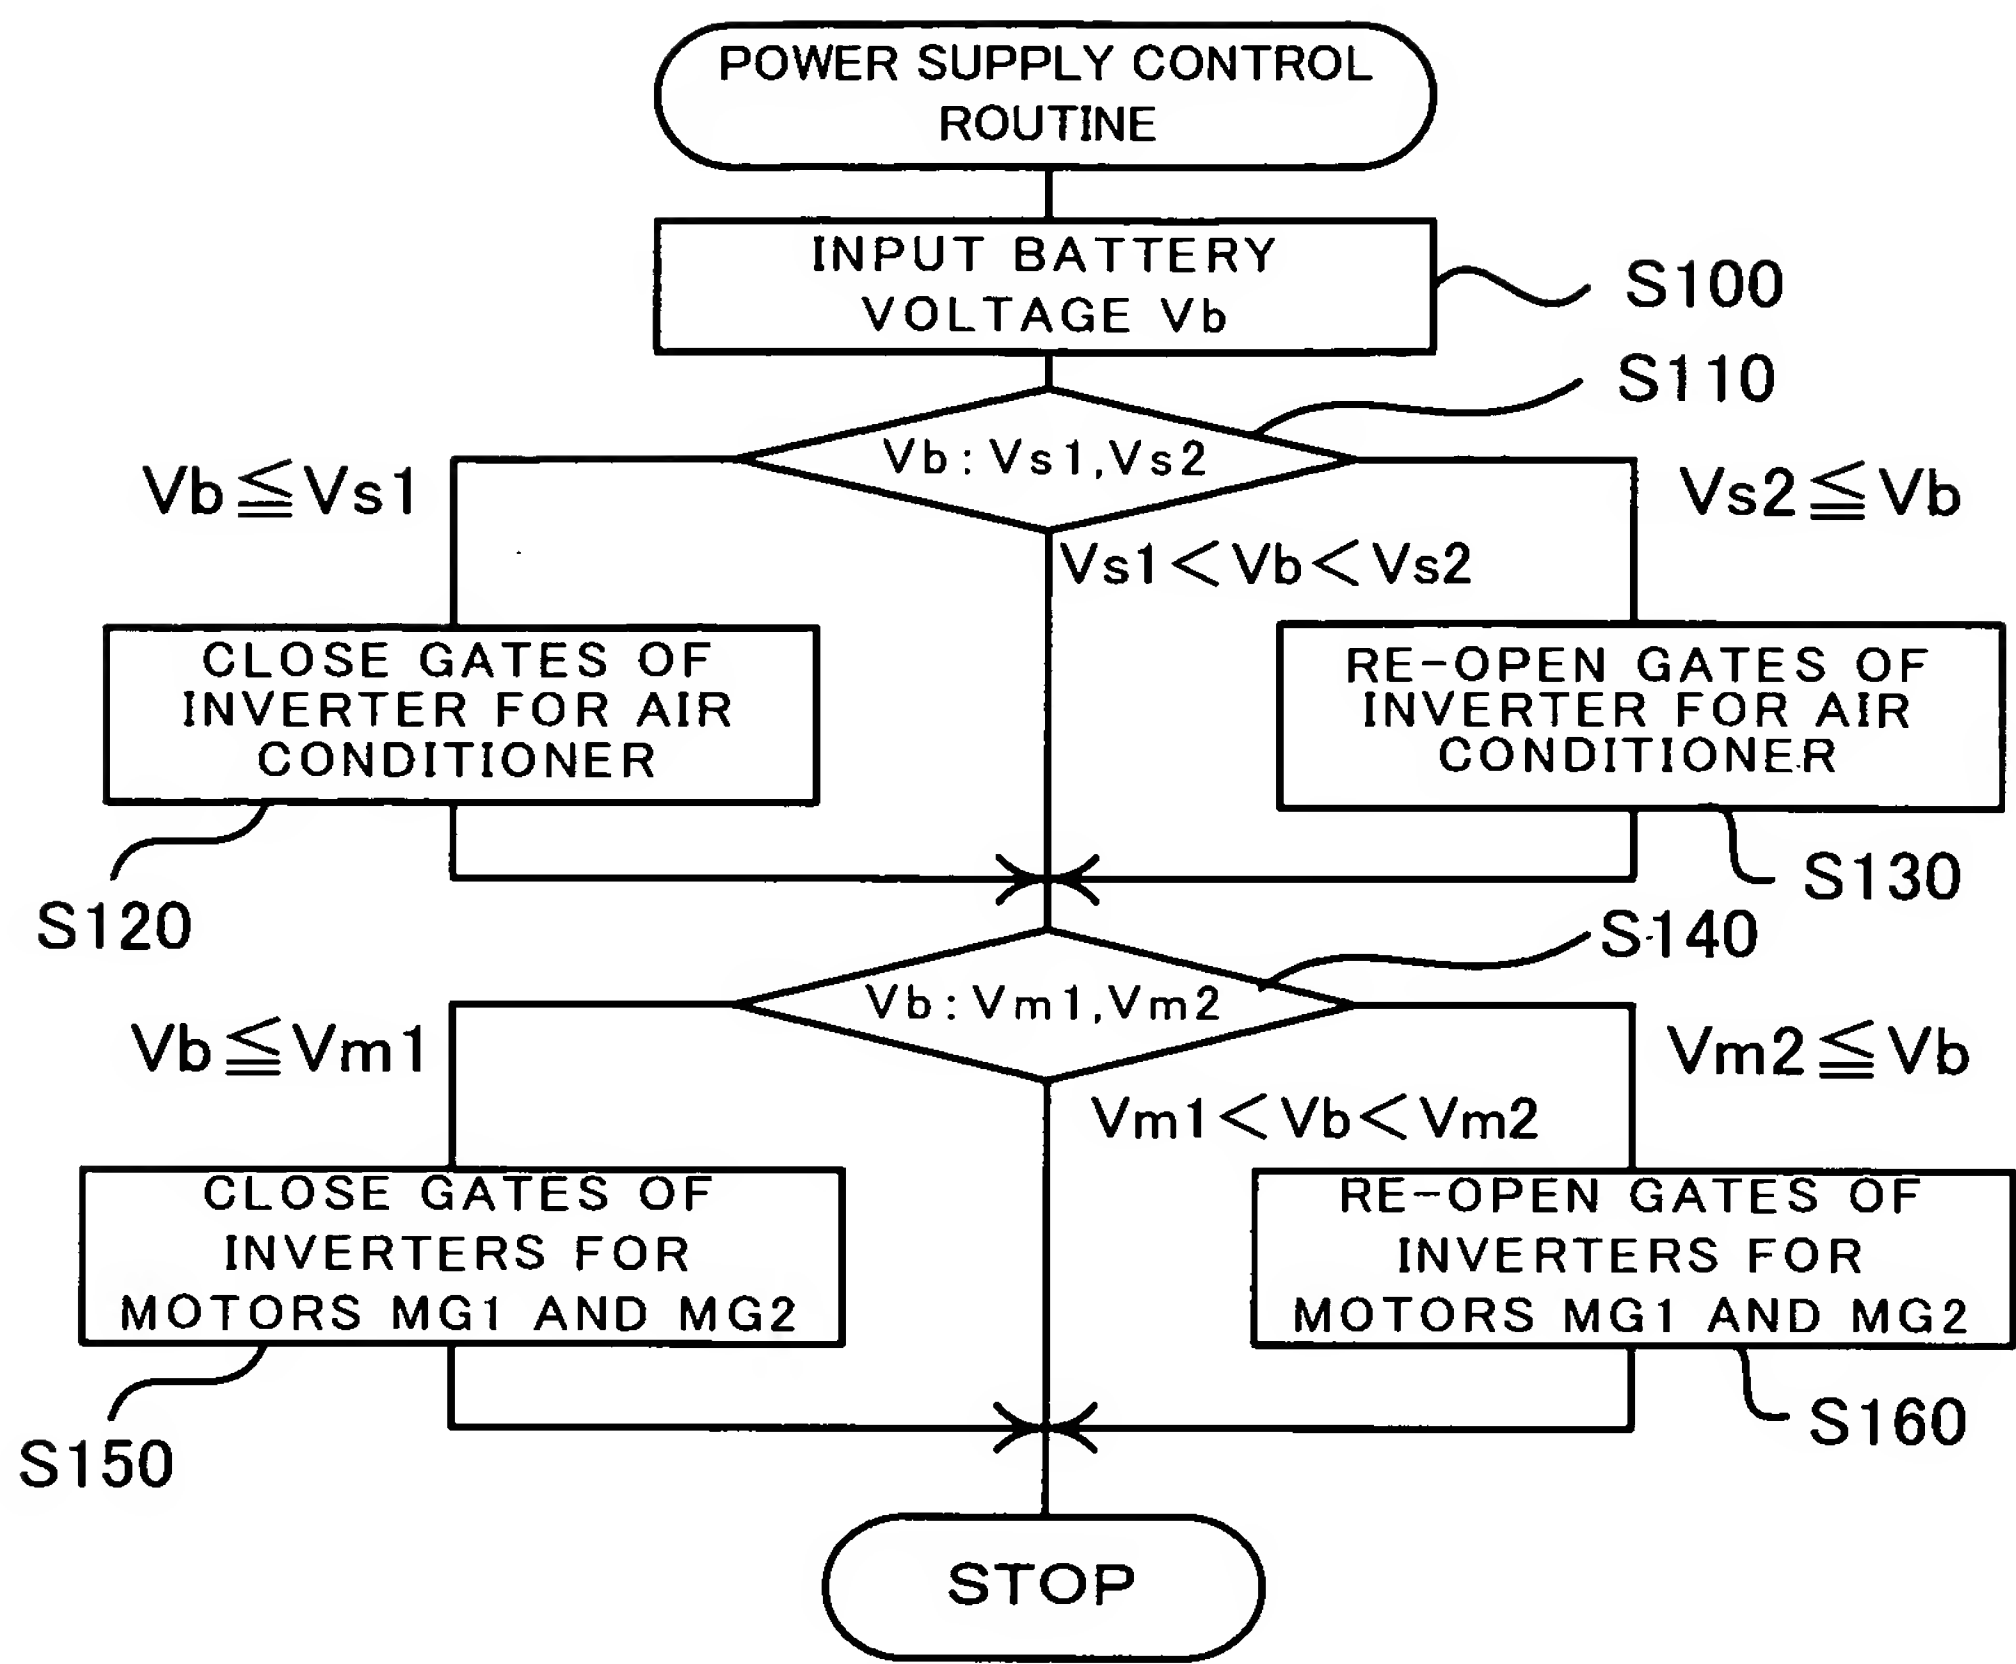 POWER SUPPLY CONTROL
ROUTINE
INPUT BATTERY
VOLTAGE Vb
S100
S110
Vb:Vs1,Vs2
Vb≦Vs1
Vs2≦Vb
Vs1<Vb<Vs2
CLOSE GATES OF
INVERTER FOR AIR
CONDITIONER
RE-OPEN GATES OF
INVERTER FOR AIR
CONDITIONER
S120
S130
S140
Vb:Vm1,Vm2
Vb≦Vm1
Vm2≦Vb
Vm1<Vb<Vm2
CLOSE GATES OF
INVERTERS FOR
MOTORS MG1 AND MG2
RE-OPEN GATES OF
INVERTERS FOR
MOTORS MG1 AND MG2
S150
S160
STOP